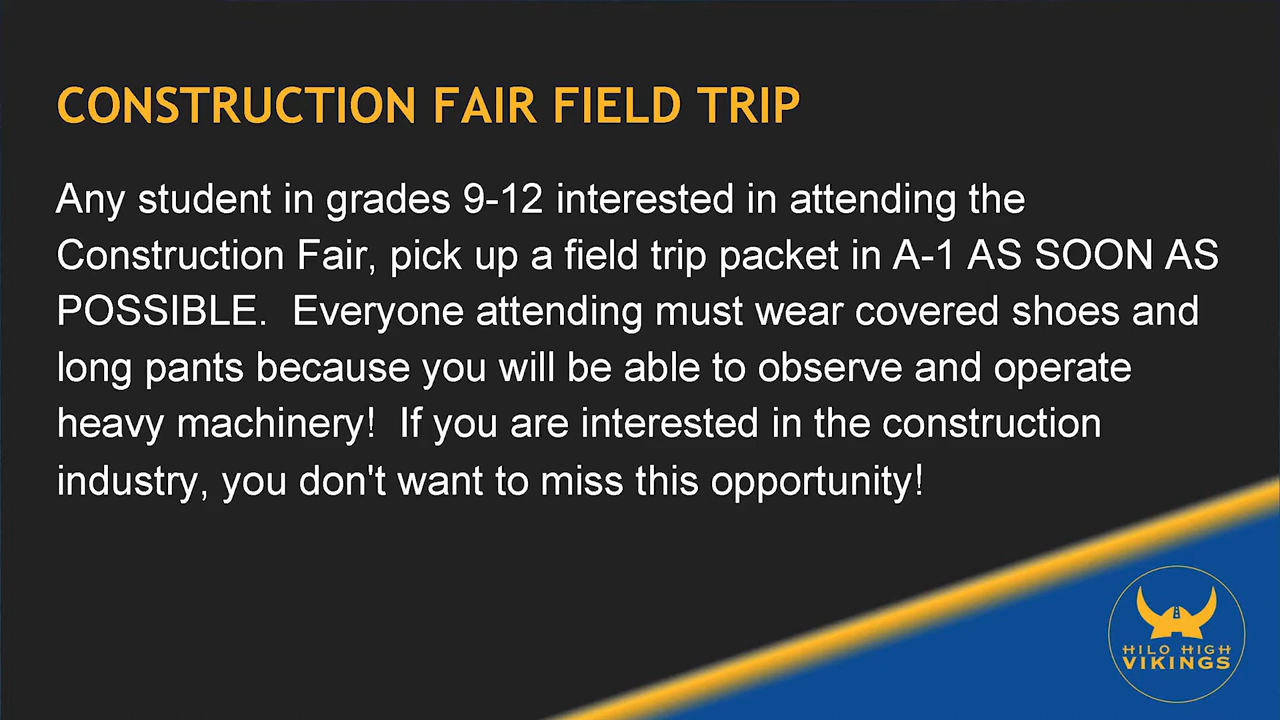 CONSTRUCTION FAIR FIELD TRIP
Any student in grades 9-12 interested in attending the
Construction Fair, pick up a field trip packet in A-1 AS SOON AS
POSSIBLE.  Everyone attending must wear covered shoes and
long pants because you will be able to observe and operate
heavy machinery!  If you are interested in the construction
industry, you don't want to miss this opportunity!
HILO HIGH
VIKINGS